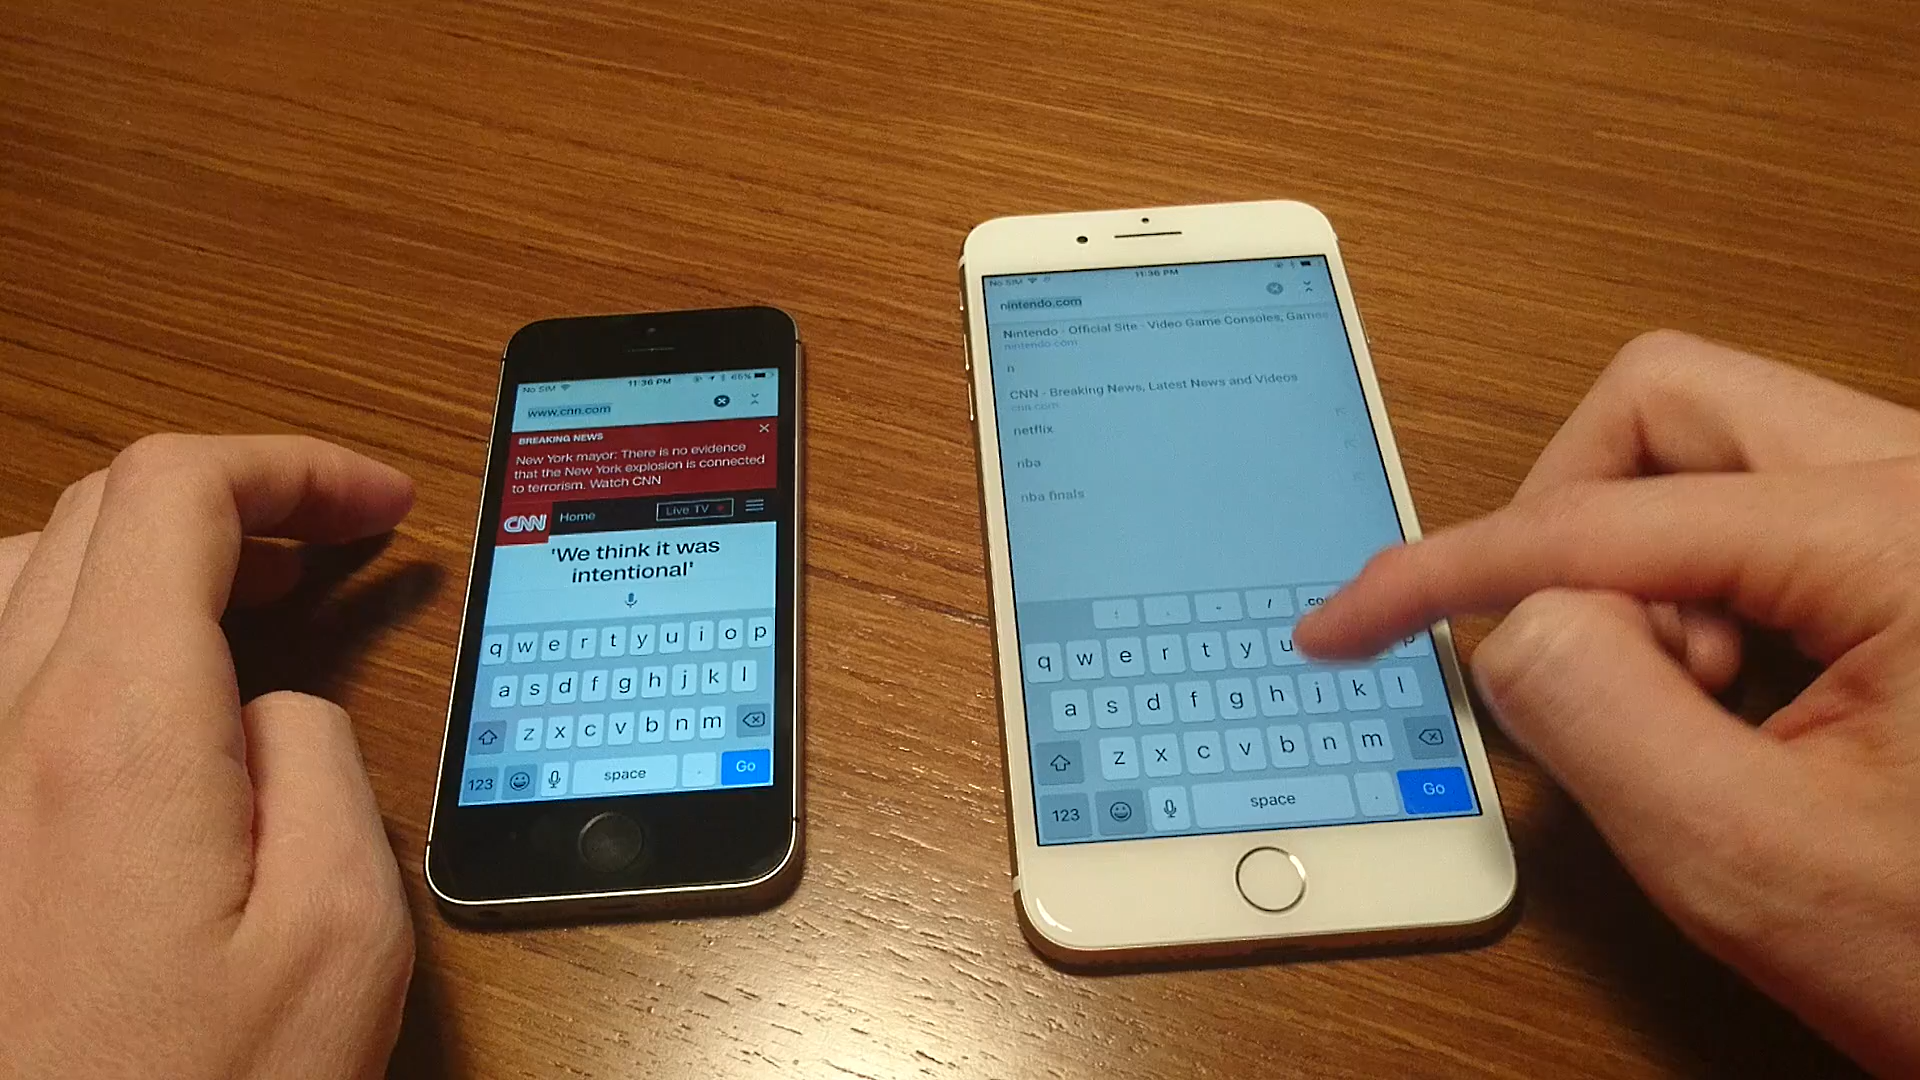 No SIM
11:36 PM
65%
www.cnn.com
BREAKING NEWS
New York mayor: There is no evidence
that the New York explosion is connected
to terrorism. Watch CNN
CNN
Home
Live TV
'We think it was
intentional'
q w e r t y u i o p
a s d f g h j k l
z x c v b n m
123
space
.
Go
No SIM
11:36 PM
nintendo.com
Nintendo - Official Site - Video Game Consoles, Games
nintendo.com
n
CNN - Breaking News, Latest News and Videos
cnn.com
netflix
nba
nba finals
: . - / .co
q w e r t y u p
a s d f g h j k l
z x c v b n m
123
space
.
Go